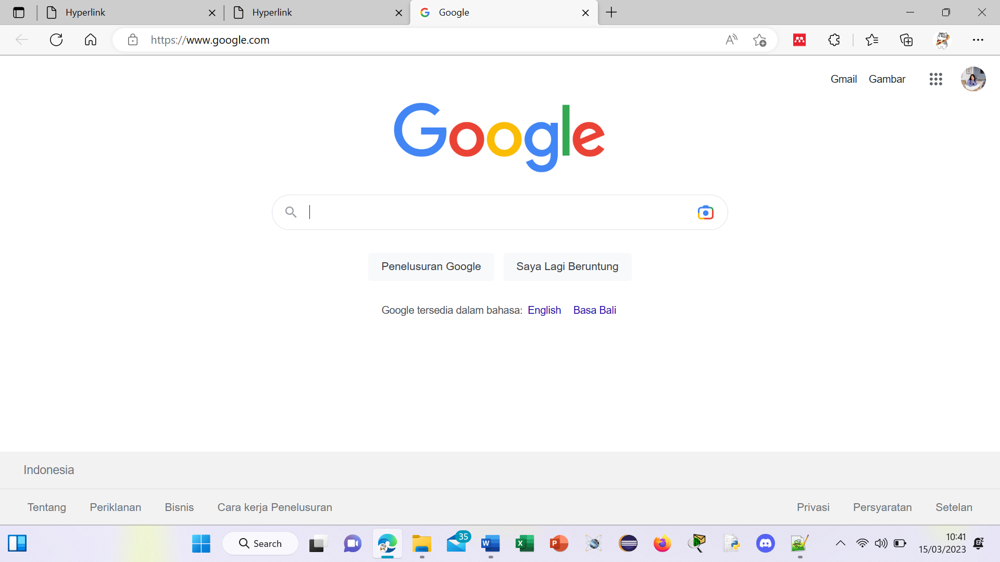 Hyperlink
Hyperlink
Google
https://www.google.com
Gmail
Gambar
Google
Penelusuran Google
Saya Lagi Beruntung
Google tersedia dalam bahasa: English Basa Bali
Indonesia
Tentang
Periklanan
Bisnis
Cara kerja Penelusuran
Privasi
Persyaratan
Setelan
Search
35
10:41
15/03/2023